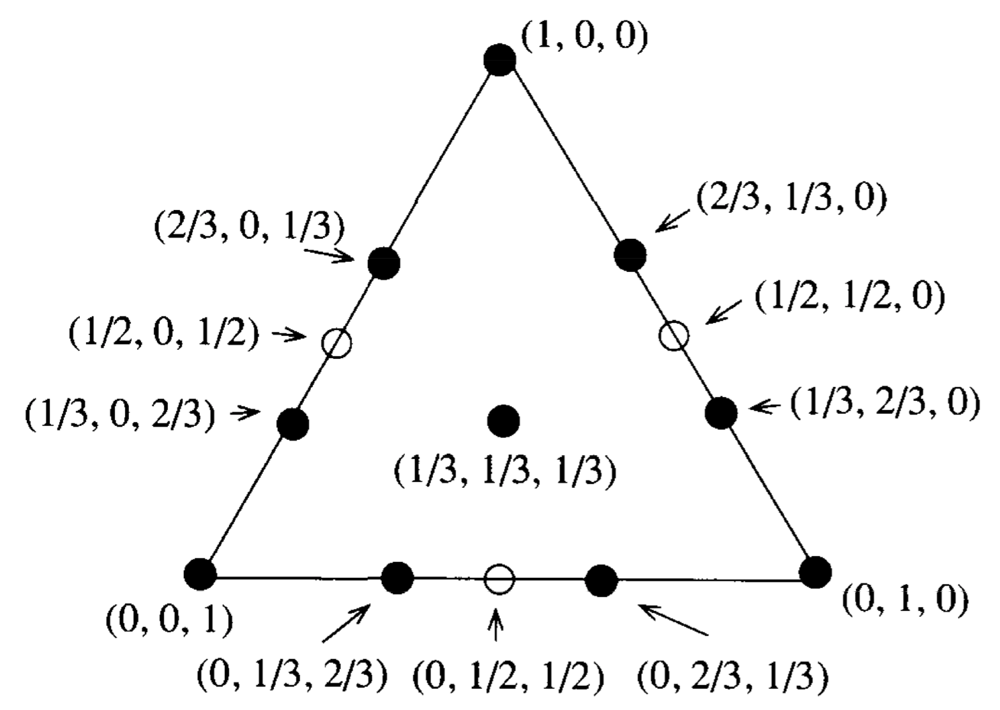 (1, 0, 0)
(2/3, 1/3, 0)
(2/3, 0, 1/3)
(1/2, 1/2, 0)
(1/2, 0, 1/2)
(1/3, 2/3, 0)
(1/3, 0, 2/3)
(1/3, 1/3, 1/3)
(0, 1, 0)
(0, 0, 1)
(0, 1/3, 2/3) (0, 1/2, 1/2) (0, 2/3, 1/3)